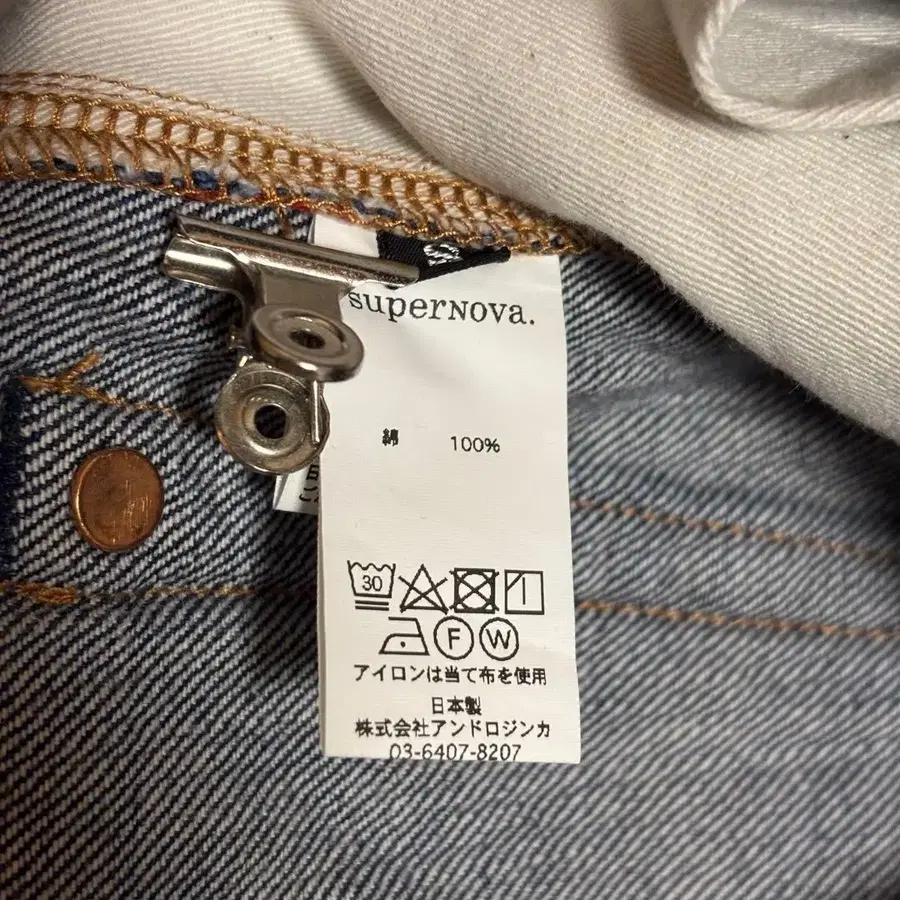 superNova.
綿 100%
30
F W
アイロンは当て布を使用
日本製
株式会社アンドロジンカ
03-6407-8207